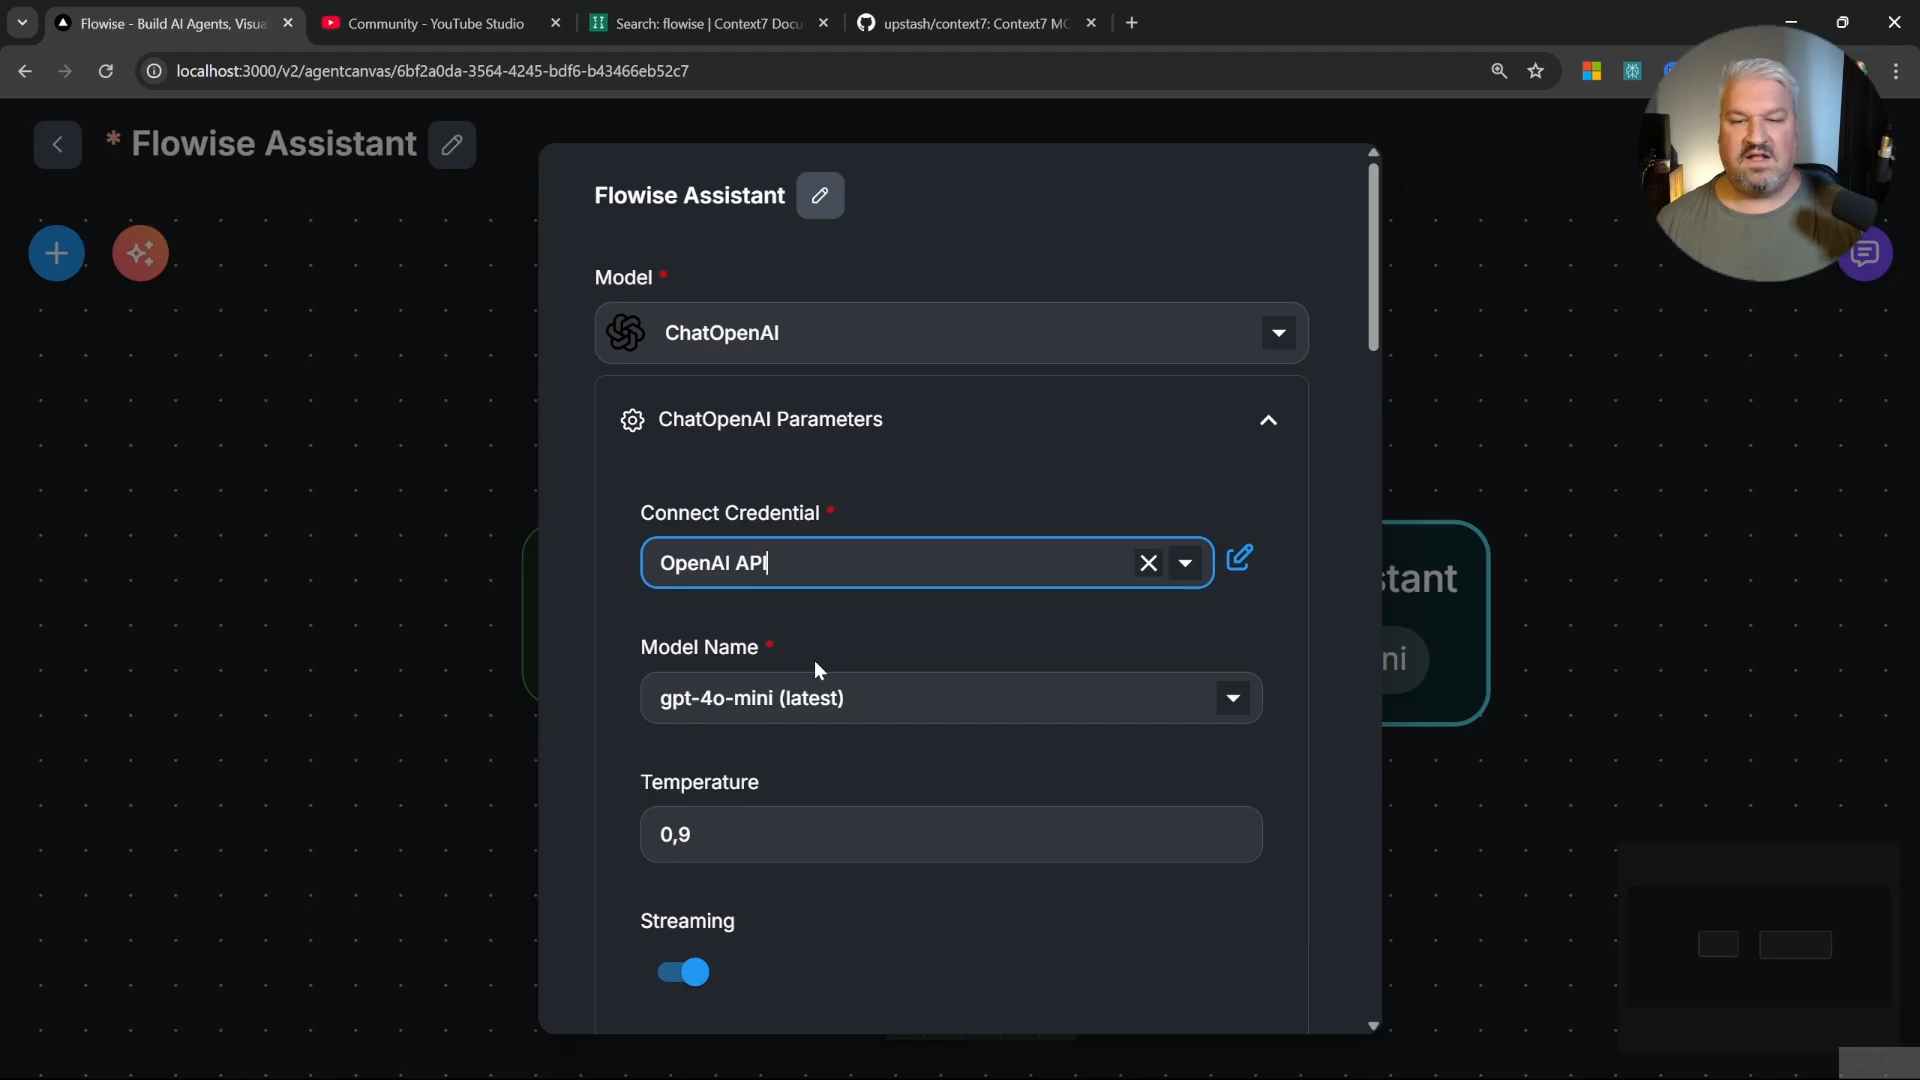 Flowise - Build AI Agents, Visua
Community - YouTube Studio
Search: flowise | Context7 Docu
upstash/context7: Context7 MC
localhost:3000/v2/agentcanvas/6bf2a0da-3564-4245-bdf6-b43466eb52c7
* Flowise Assistant
Flowise Assistant
Model *
ChatOpenAI
ChatOpenAI Parameters
Connect Credential *
OpenAI API
stant
Model Name *
ni
gpt-4o-mini (latest)
Temperature
0,9
Streaming